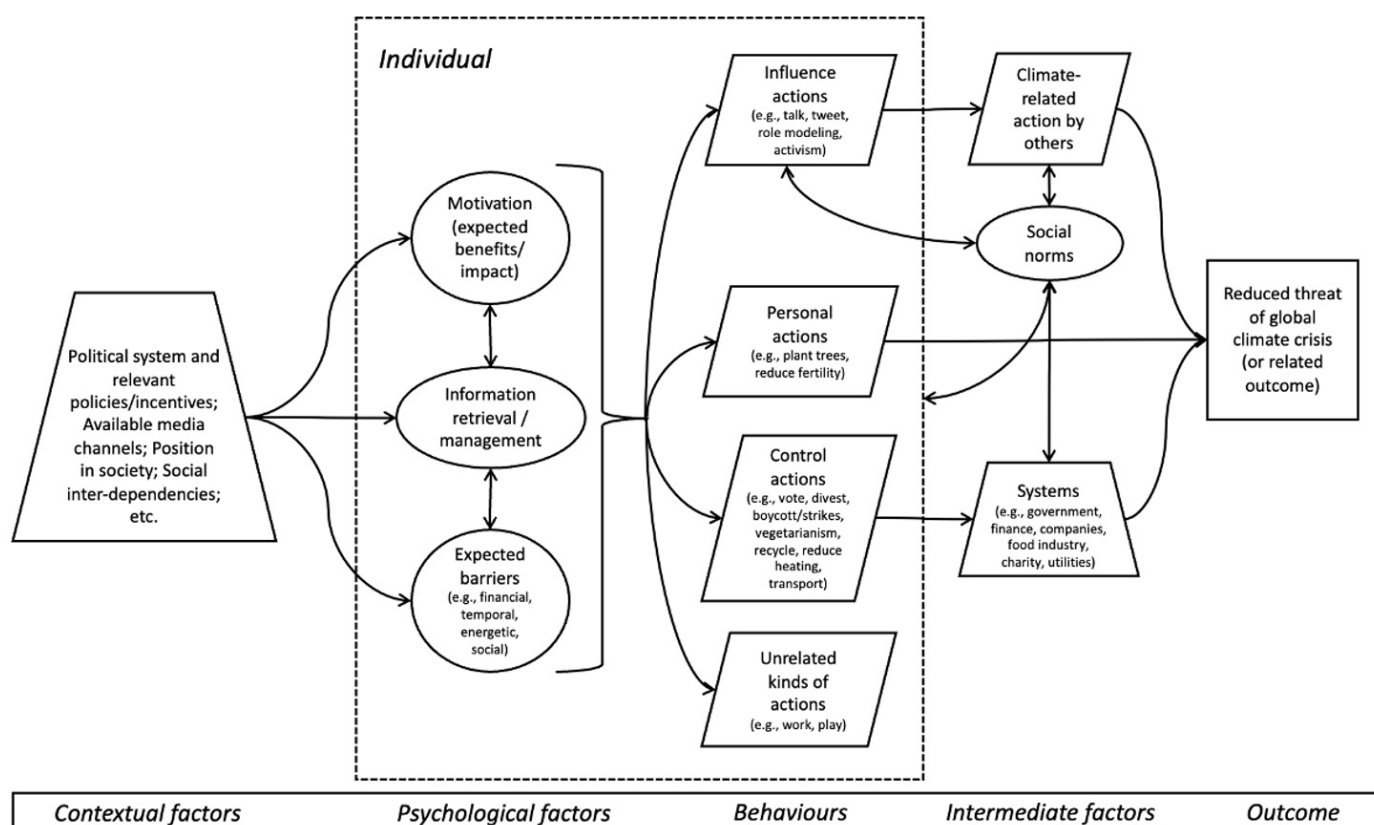 Individual
Political system and
relevant
policies/incentives;
Available media
channels; Position
in society; Social
inter-dependencies;
etc.
Motivation
(expected
benefits/
impact)
Information
retrieval /
management
Expected
barriers
(e.g., financial,
temporal,
energetic,
social)
Influence
actions
(e.g., talk, tweet,
role modeling,
activism)
Personal
actions
(e.g., plant trees,
reduce fertility)
Control
actions
(e.g., vote, divest,
boycott/strikes,
vegetarianism,
recycle, reduce
heating,
transport)
Unrelated
kinds of
actions
(e.g., work, play)
Climate-
related
action by
others
Social
norms
Systems
(e.g., government,
finance, companies,
food industry,
charity, utilities)
Reduced threat
of global
climate crisis
(or related
outcome)
Contextual factors Psychological factors Behaviours Intermediate factors Outcome